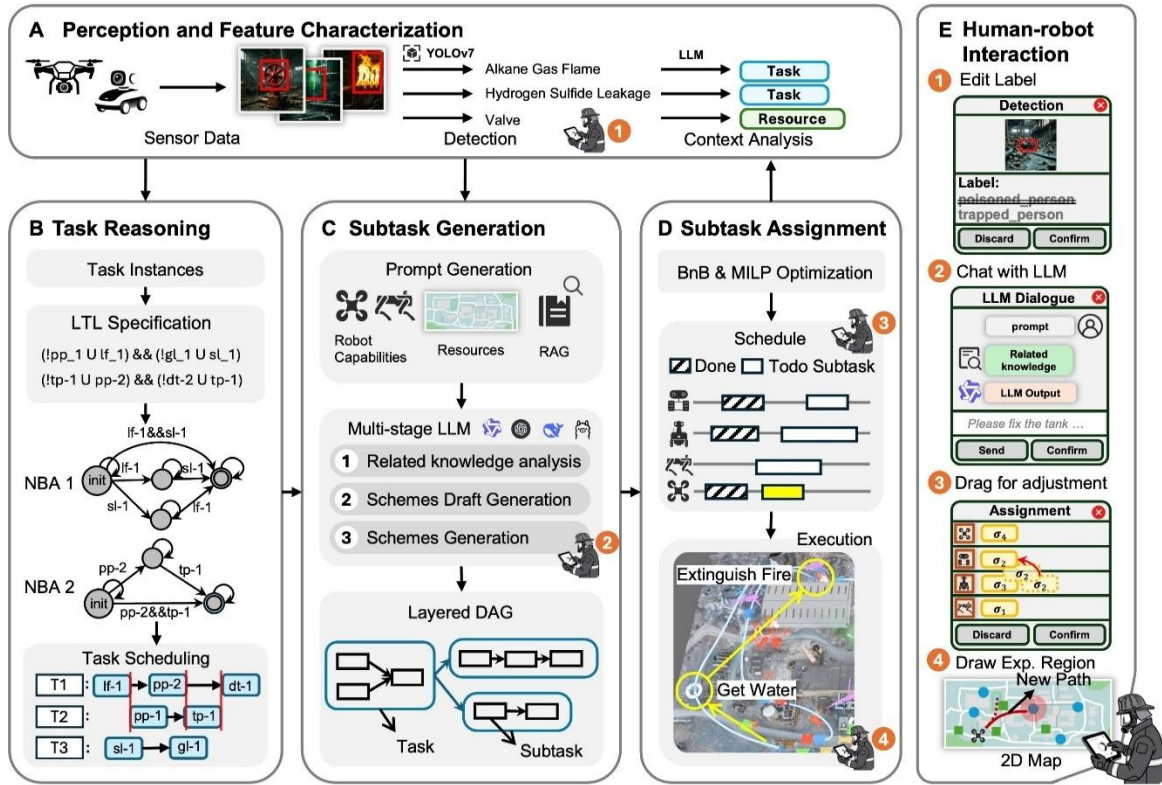 A Perception and Feature Characterization
YOLOv7
LLM
Alkane Gas Flame
Task
Hydrogen Sulfide Leakage
Task
Valve
Resource
1
Sensor Data
Detection
Context Analysis
B Task Reasoning
Task Instances
LTL Specification
(!pp_1 U lf_1) && (!gl_1 U sl_1)
(!tp-1 U pp-2) && (!dt-2 U tp-1)
lf-1&&sl-1
lf-1
sl-1
NBA 1
init
sl-1
lf-1
pp-2
tp-1
NBA 2
init
pp-2&&tp-1
Task Scheduling
T1 : lf-1 pp-2 dt-1
T2 : pp-1 tp-1
T3 : sl-1 gl-1
C Subtask Generation
Prompt Generation
Robot
Capabilities
Resources
RAG
Multi-stage LLM
1 Related knowledge analysis
2 Schemes Draft Generation
3 Schemes Generation
2
Layered DAG
Task
Subtask
D Subtask Assignment
BnB & MILP Optimization
3
Schedule
Done Todo Subtask
Execution
Extinguish Fire
Get Water
4
E Human-robot
Interaction
1 Edit Label
Detection
Label:
poisoned_person
trapped_person
Discard Confirm
2 Chat with LLM
LLM Dialogue
prompt
Related
knowledge
LLM Output
Please fix the tank ...
Send Confirm
3 Drag for adjustment
Assignment
σ4
σ2
σ2
σ3 σ2
σ1
Discard Confirm
4 Draw Exp. Region
New Path
2D Map